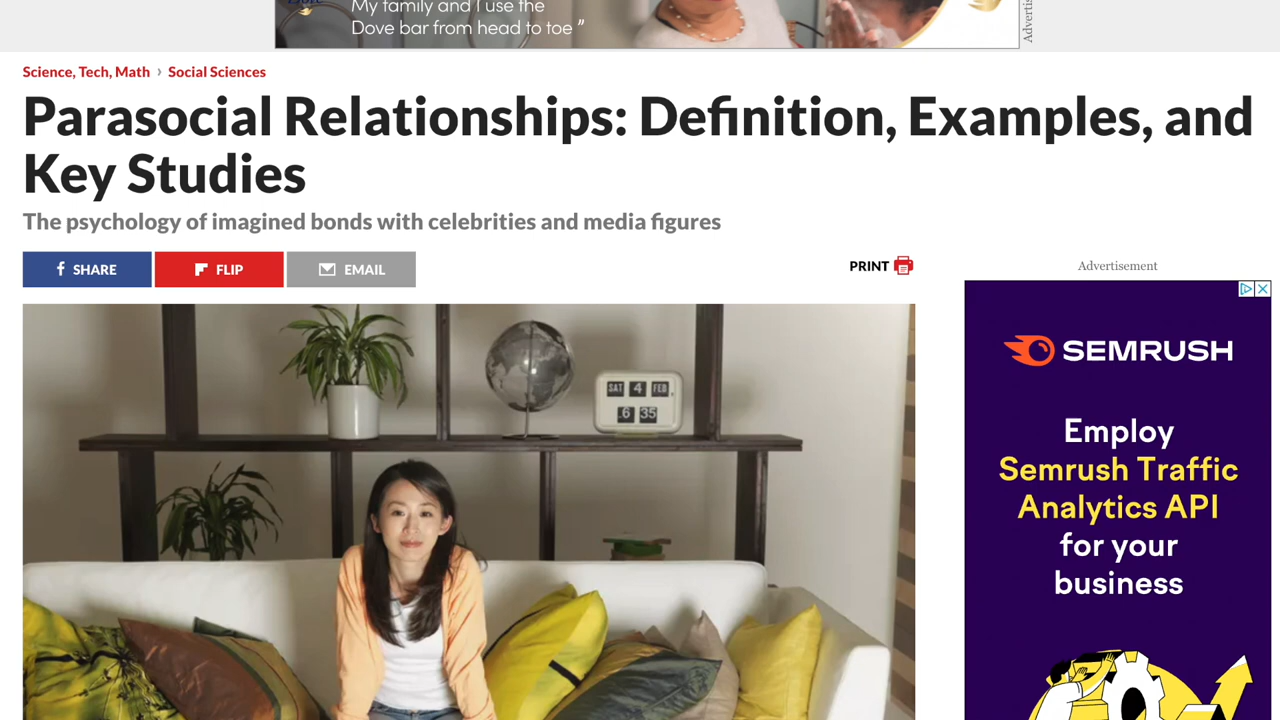 My family and I use the
Dove bar from head to toe ”
Science, Tech, Math › Social Sciences
Parasocial Relationships: Definition, Examples, and
Key Studies
The psychology of imagined bonds with celebrities and media figures
SHARE
FLIP
EMAIL
PRINT
Advertisement
SEMRUSH
SAT 4 FEB
6 35
Employ
Semrush Traffic
Analytics API
for your
business